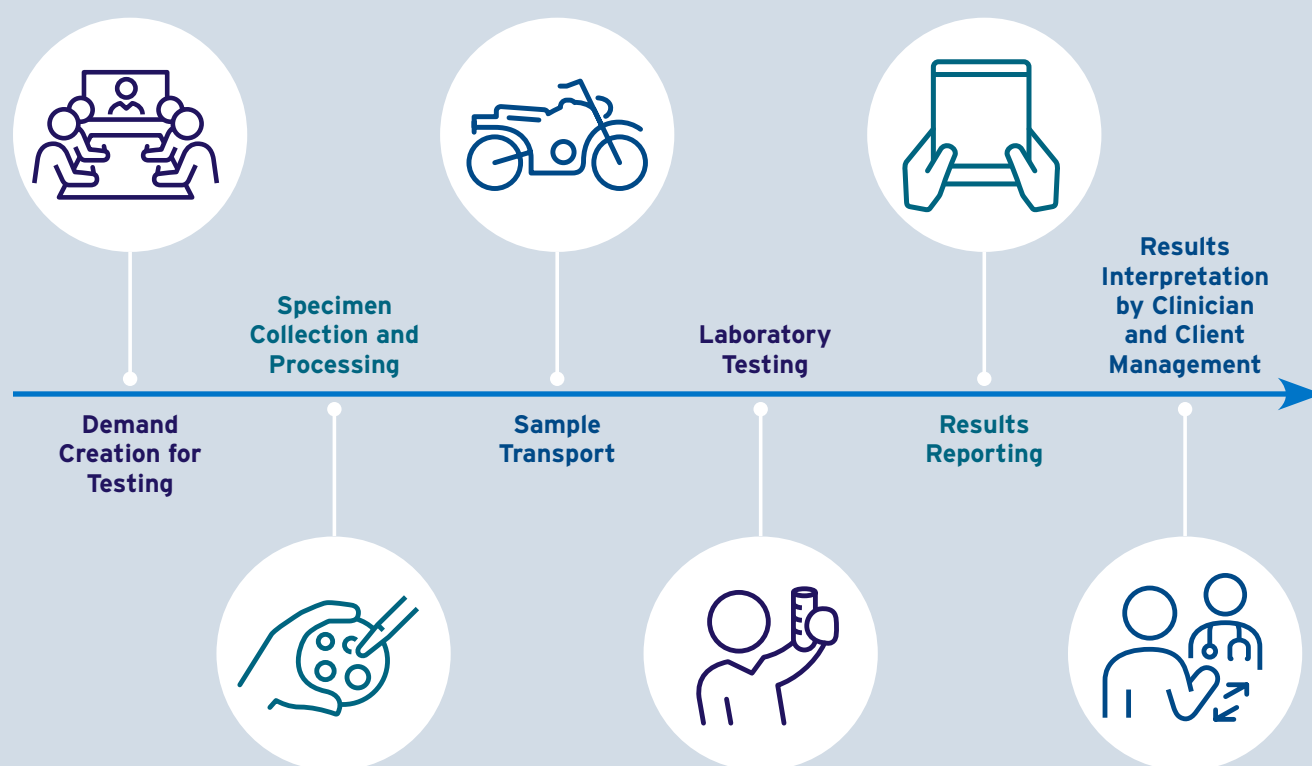 Demand
Creation for
Testing
Specimen
Collection and
Processing
Sample
Transport
Laboratory
Testing
Results
Reporting
Results
Interpretation
by Clinician
and Client
Management